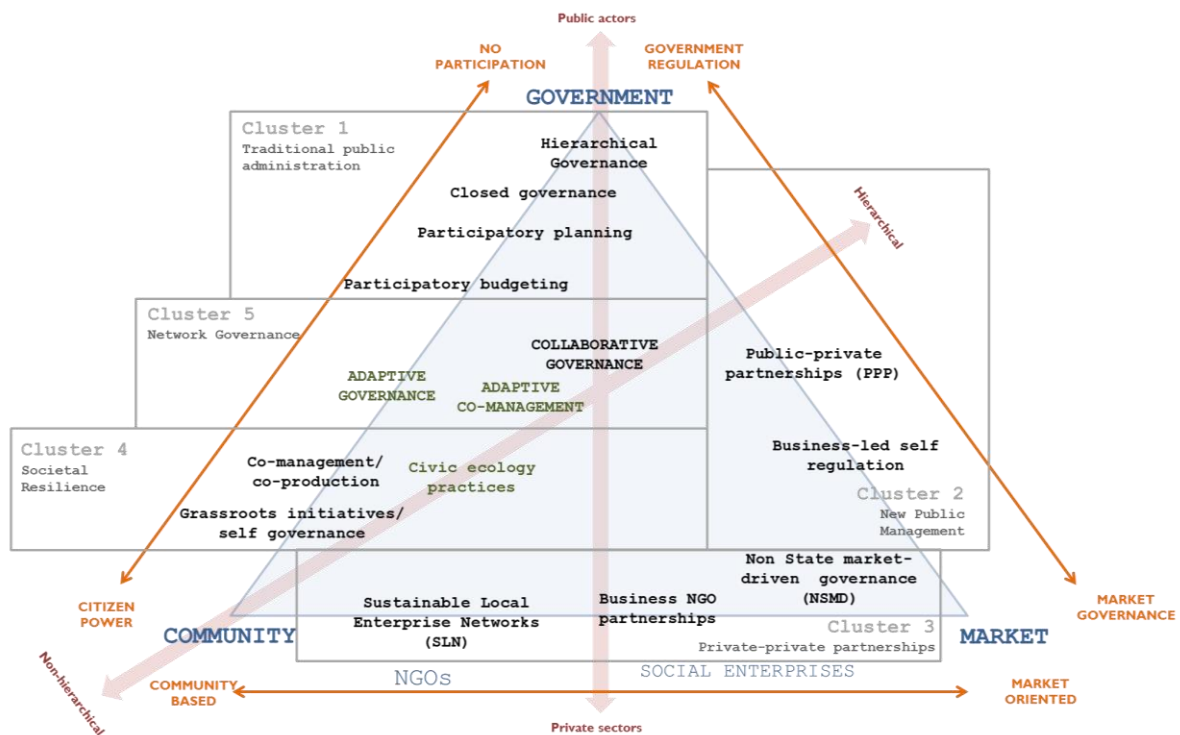 Public actors
NO
PARTICIPATION
GOVERNMENT
REGULATION
GOVERNMENT
Cluster 1
Traditional public
administration
Hierarchical
Governance
Closed governance
Participatory planning
Participatory budgeting
Hierarchical
Cluster 5
Network Governance
COLLABORATIVE
GOVERNANCE
ADAPTIVE
GOVERNANCE
ADAPTIVE
CO-MANAGEMENT
Public-private
partnerships (PPP)
Cluster 4
Societal
Resilience
Co-management/
co-production
Civic ecology
practices
Grassroots initiatives/
self governance
Business-led self
regulation
Cluster 2
New Public
Management
Non State market-
driven governance
(NSMD)
Sustainable Local
Enterprise Networks
(SLN)
Business NGO
partnerships
Cluster 3
Private-private partnerships
CITIZEN
POWER
COMMUNITY
MARKET
MARKET
GOVERNANCE
Non-hierarchical
NGOs
SOCIAL ENTERPRISES
COMMUNITY
BASED
MARKET
ORIENTED
Private sectors